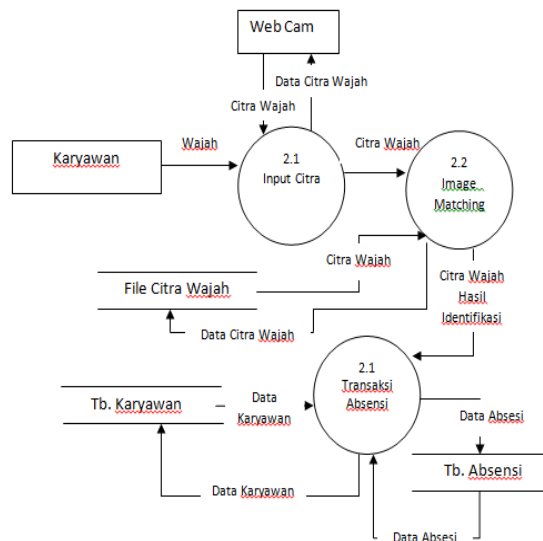 Web Cam
Data Citra Wajah
Citra Wajah
Wajah
Karyawan
2.1
Input Citra
Citra Wajah
2.2
Image
Matching
Citra Wajah
File Citra Wajah
Data Citra Wajah
Citra Wajah
Hasil
Identifikasi
2.1
Transaksi
Absensi
Tb. Karyawan
Data
Karyawan
Data Absesi
Data Karyawan
Tb. Absensi
Data Absesi